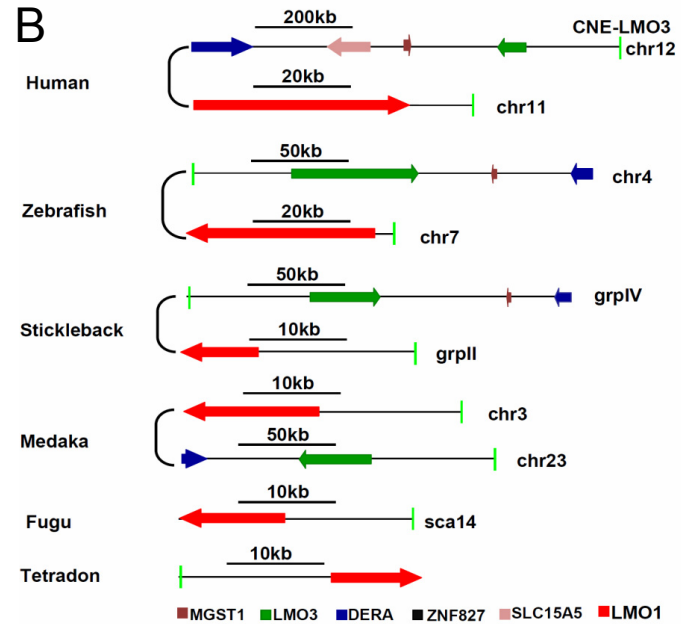 B
200kb
CNE-LMO3
chr12
Human
20kb
chr11
50kb
chr4
Zebrafish
20kb
chr7
50kb
grpIV
Stickleback
10kb
grpII
10kb
chr3
Medaka
50kb
chr23
10kb
Fugu
sca14
10kb
Tetradon
MGST1 LMO3 DERA ZNF827 SLC15A5 LMO1